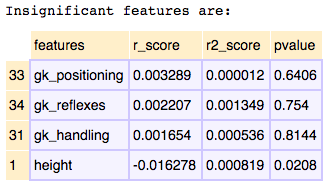 Insignificant features are:
features r_score r2_score pvalue
33 gk_positioning 0.003289 0.000012 0.6406
34 gk_reflexes 0.002207 0.001349 0.754
31 gk_handling 0.001654 0.000536 0.8144
1 height -0.016278 0.000819 0.0208